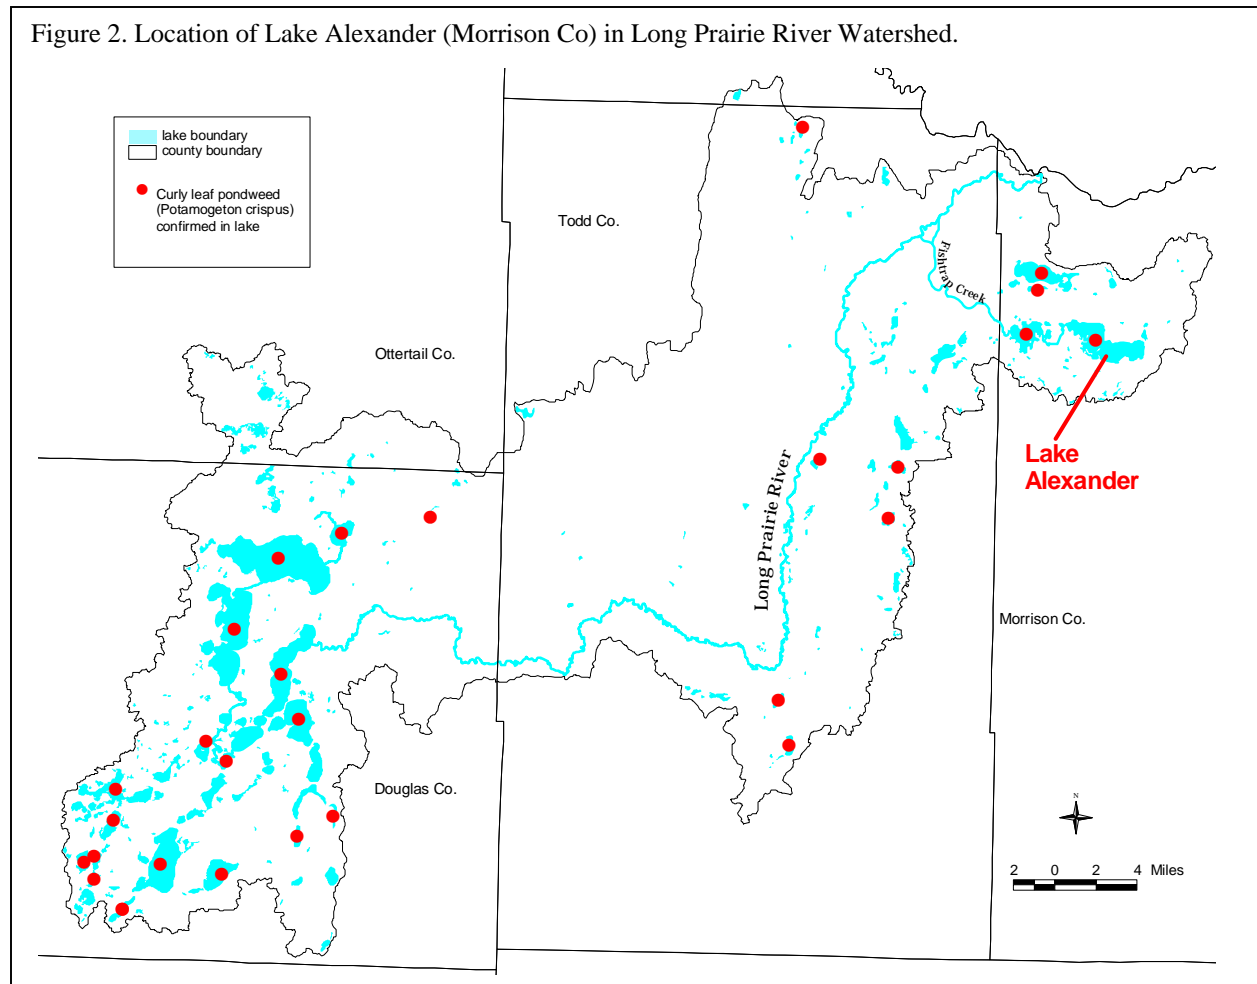 Figure 2. Location of Lake Alexander (Morrison Co) in Long Prairie River Watershed.
lake boundary
county boundary
Curly leaf pondweed
(Potamogeton crispus)
confirmed in lake
Todd Co.
Fishtrap Creek
Ottertail Co.
Lake
Alexander
Long Prairie River
Morrison Co.
Douglas Co.
N
2 0 2 4 Miles